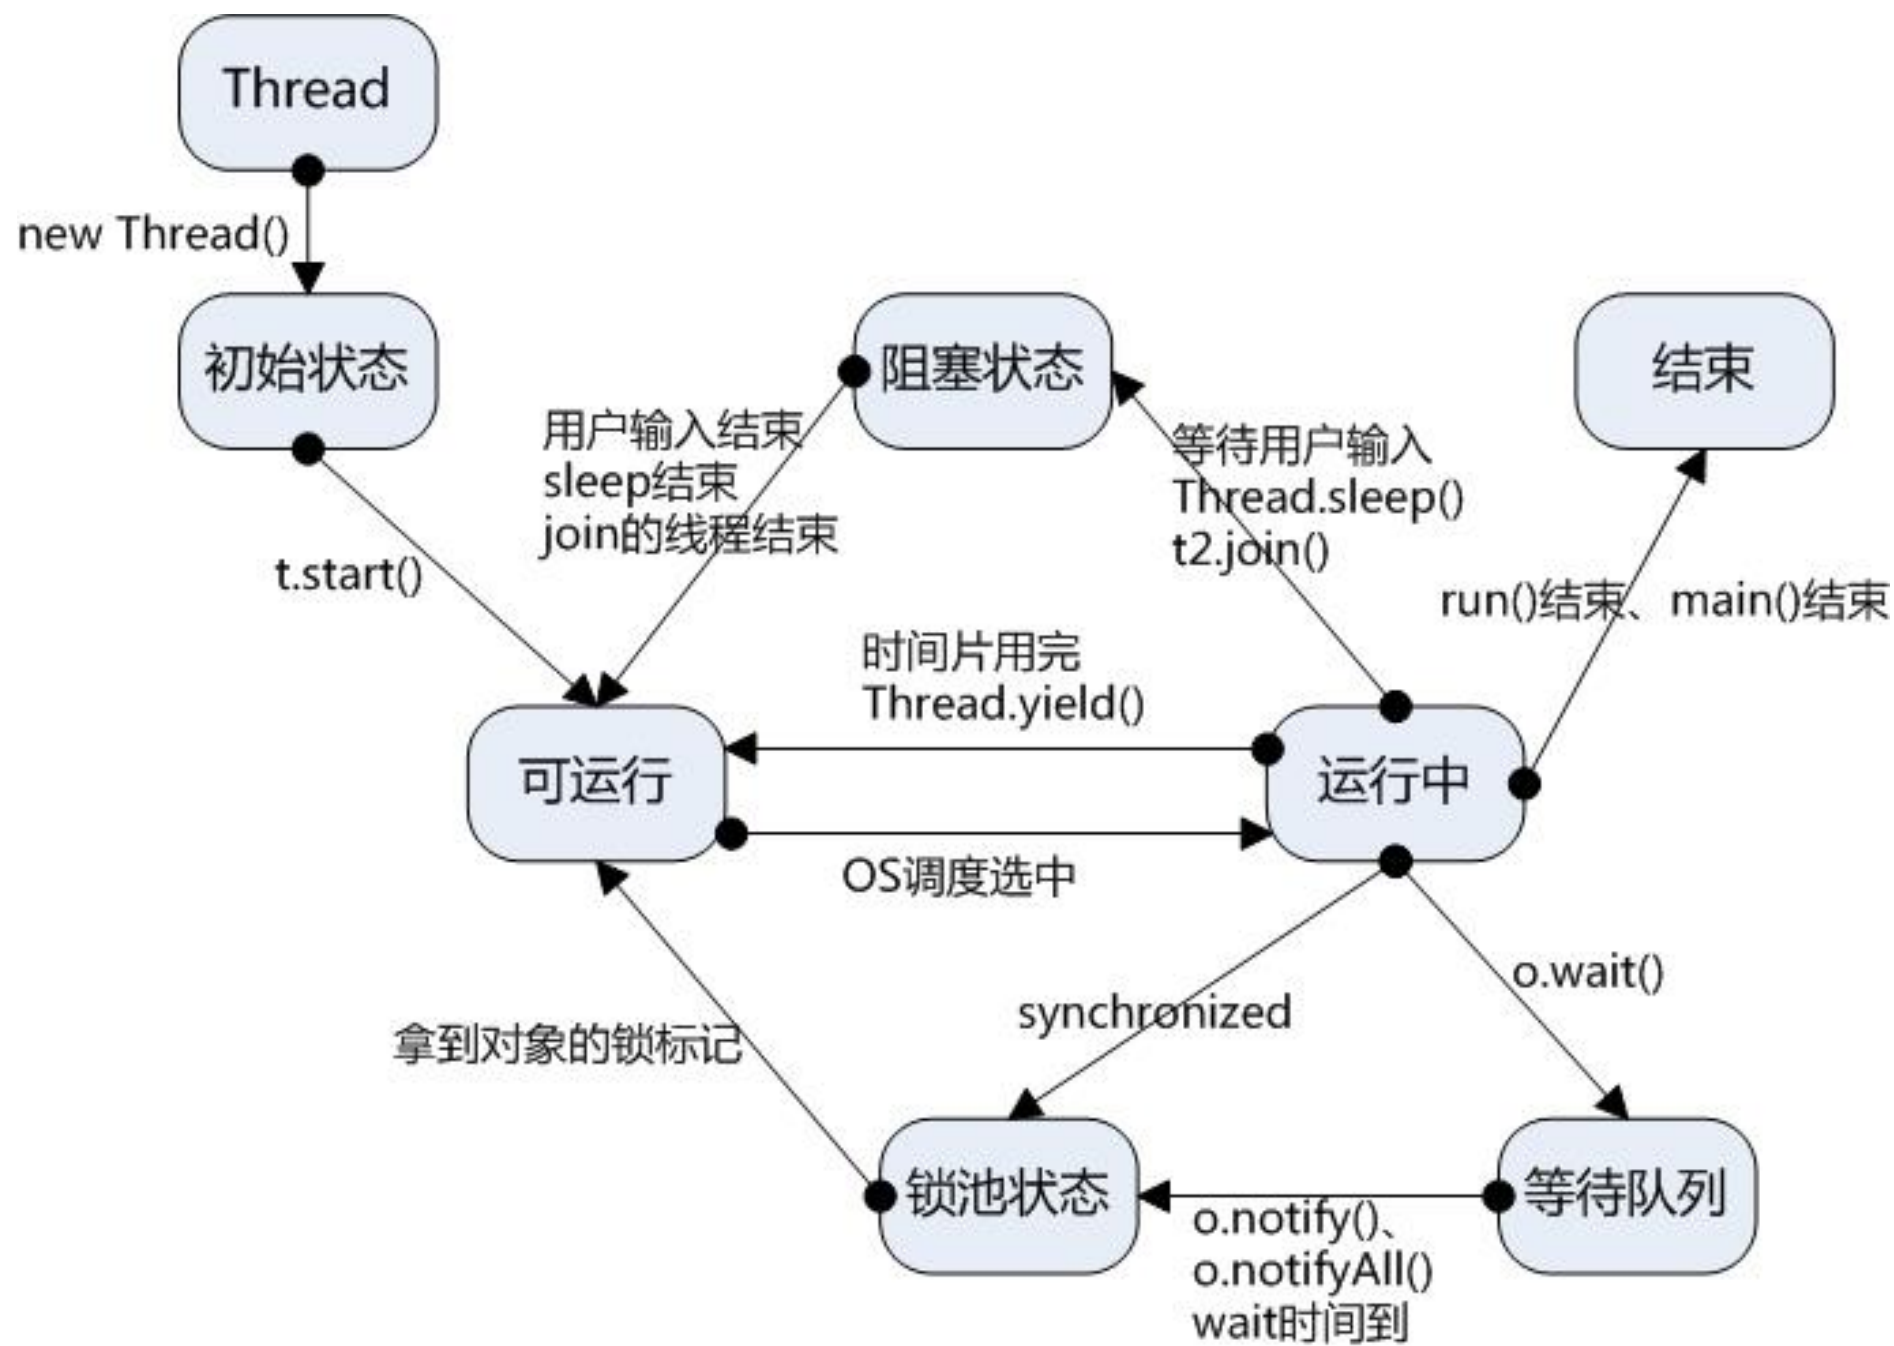 Thread
new Thread()
初始状态
阻塞状态
结束
用户输入结束
sleep结束
join的线程结束
等待用户输入
Thread.sleep()
t2.join()
t.start()
run()结束、main()结束
时间片用完
Thread.yield()
可运行
运行中
OS调度选中
o.wait()
synchronized
拿到对象的锁标记
锁池状态
等待队列
o.notify()、
o.notifyAll()
wait时间到